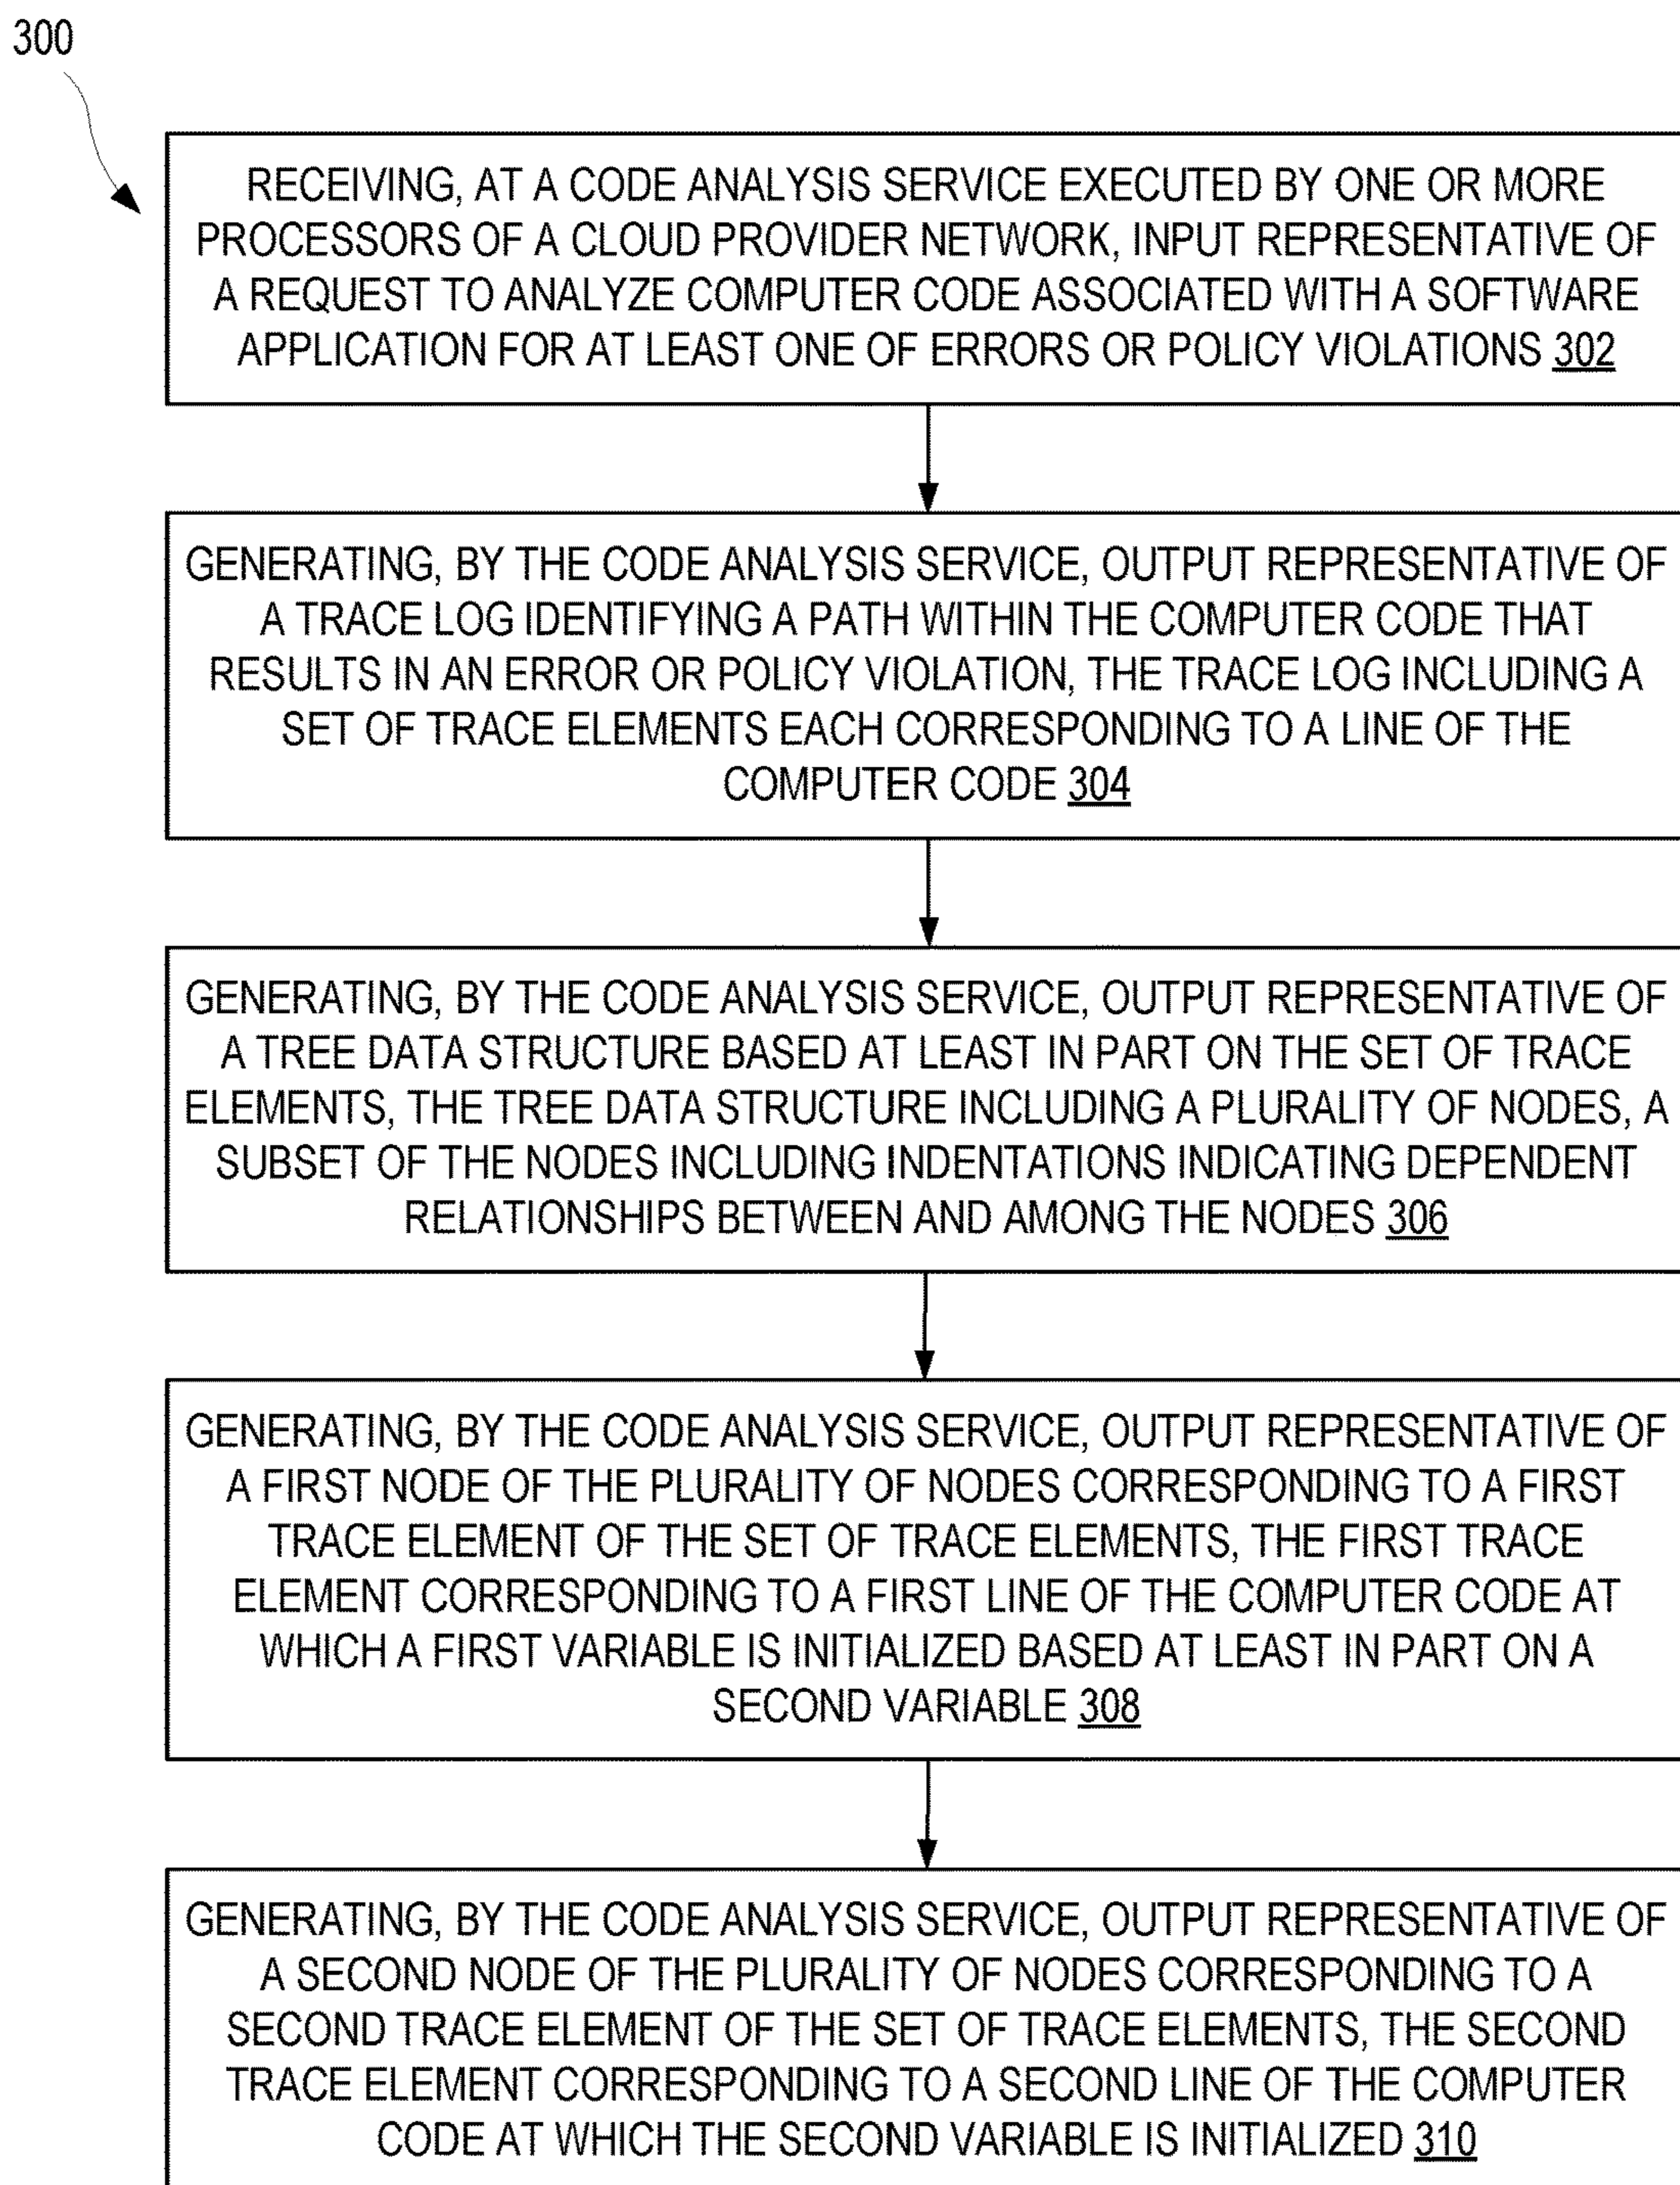 300
RECEIVING, AT A CODE ANALYSIS SERVICE EXECUTED BY ONE OR MORE
PROCESSORS OF A CLOUD PROVIDER NETWORK, INPUT REPRESENTATIVE OF
A REQUEST TO ANALYZE COMPUTER CODE ASSOCIATED WITH A SOFTWARE
APPLICATION FOR AT LEAST ONE OF ERRORS OR POLICY VIOLATIONS 302
GENERATING, BY THE CODE ANALYSIS SERVICE, OUTPUT REPRESENTATIVE OF
A TRACE LOG IDENTIFYING A PATH WITHIN THE COMPUTER CODE THAT
RESULTS IN AN ERROR OR POLICY VIOLATION, THE TRACE LOG INCLUDING A
SET OF TRACE ELEMENTS EACH CORRESPONDING TO A LINE OF THE
COMPUTER CODE 304
GENERATING, BY THE CODE ANALYSIS SERVICE, OUTPUT REPRESENTATIVE OF
A TREE DATA STRUCTURE BASED AT LEAST IN PART ON THE SET OF TRACE
ELEMENTS, THE TREE DATA STRUCTURE INCLUDING A PLURALITY OF NODES, A
SUBSET OF THE NODES INCLUDING INDENTATIONS INDICATING DEPENDENT
RELATIONSHIPS BETWEEN AND AMONG THE NODES 306
GENERATING, BY THE CODE ANALYSIS SERVICE, OUTPUT REPRESENTATIVE OF
A FIRST NODE OF THE PLURALITY OF NODES CORRESPONDING TO A FIRST
TRACE ELEMENT OF THE SET OF TRACE ELEMENTS, THE FIRST TRACE
ELEMENT CORRESPONDING TO A FIRST LINE OF THE COMPUTER CODE AT
WHICH A FIRST VARIABLE IS INITIALIZED BASED AT LEAST IN PART ON A
SECOND VARIABLE 308
GENERATING, BY THE CODE ANALYSIS SERVICE, OUTPUT REPRESENTATIVE OF
A SECOND NODE OF THE PLURALITY OF NODES CORRESPONDING TO A
SECOND TRACE ELEMENT OF THE SET OF TRACE ELEMENTS, THE SECOND
TRACE ELEMENT CORRESPONDING TO A SECOND LINE OF THE COMPUTER
CODE AT WHICH THE SECOND VARIABLE IS INITIALIZED 310